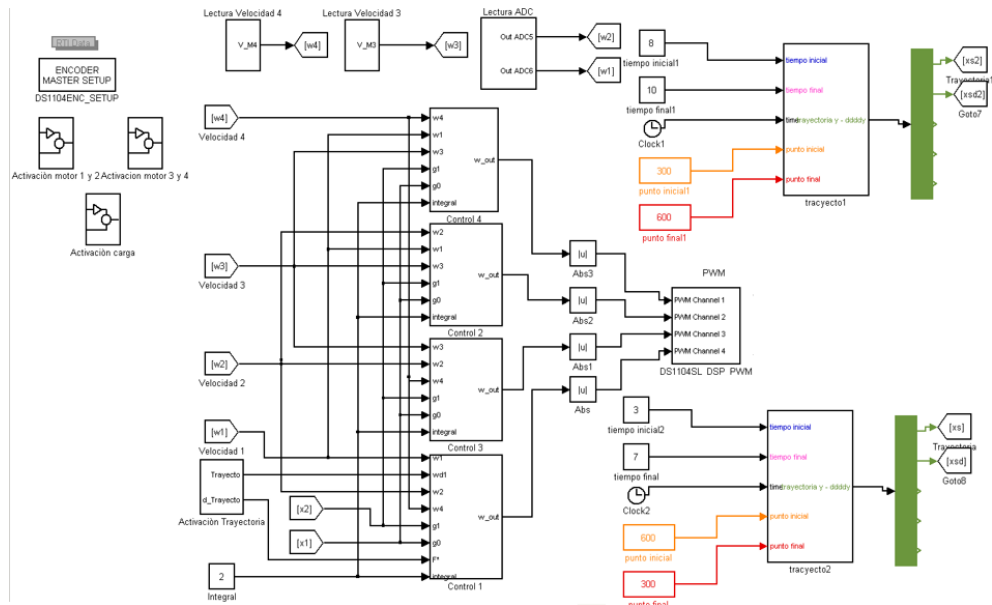 RTI Data
ENCODER
MASTER SETUP
DS1104ENC_SETUP
Activaciòn motor 1 y 2
Activacion motor 3 y 4
Activaciòn carga
Lectura Velocidad 4
V_M4
[w4]
Lectura Velocidad 3
V_M3
[w3]
Lectura ADC
Out ADC5
Out ADC6
[w2]
[w1]
8
tiempo inicial1
10
tiempo final1
Clock1
300
punto inicial1
600
punto final1
tiempo inicial
tiempo final
time
trayectoria y - ddddy
punto inicial
punto final
tracyecto1
[xs2]
Trayectoria1
[xsd2]
Goto7
[w4]
Velocidad 4
[w3]
Velocidad 3
[w2]
Velocidad 2
[w1]
Velocidad 1
Trayecto
d_Trayecto
Activaciòn Trayectoria
[x2]
[x1]
2
Integral
w4
w1
w3
g1
g0
integral
w_out
Control 4
w2
w1
w3
g1
g0
integral
w_out
Control 2
w3
w2
w4
g1
g0
integral
w_out
Control 3
w1
wd1
w2
w4
g1
g0
F*
integral
w_out
Control 1
|u|
Abs3
|u|
Abs2
|u|
Abs1
|u|
Abs
PWM
PWM Channel 1
PWM Channel 2
PWM Channel 3
PWM Channel 4
DS1104SL_DSP_PWM
3
tiempo inicial2
7
tiempo final
Clock2
600
punto inicial
300
punto final
tiempo inicial
tiempo final
time
trayectoria y - ddddy
punto inicial
punto final
tracyecto2
[xs]
Trayectoria
[xsd]
Goto8